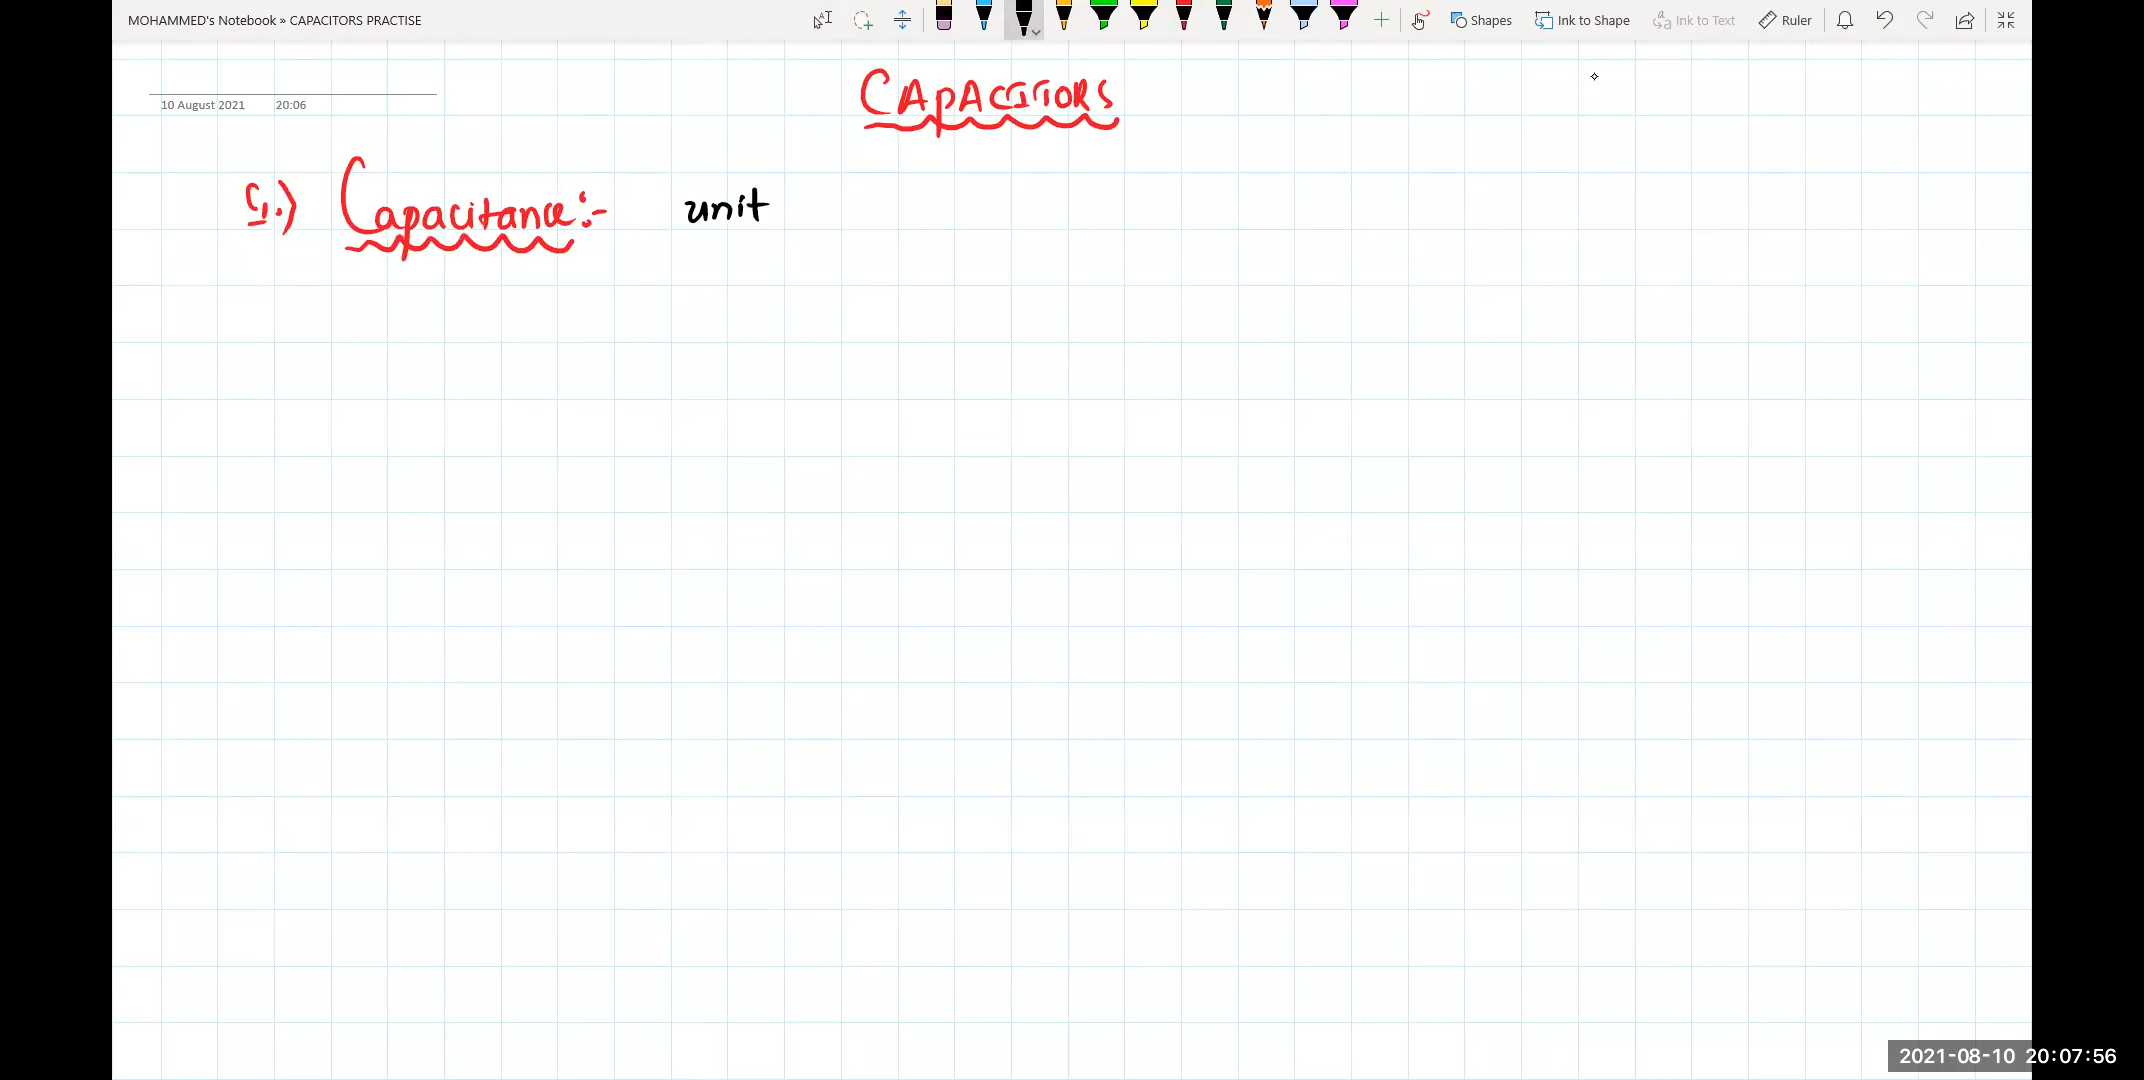 MOHAMMED's Notebook » CAPACITORS PRACTISE
Shapes Ink to Shape Ink to Text Ruler
CAPACITORS
10 August 2021 20:06
Capacitance:- unit
2021-08-10 20:07:56